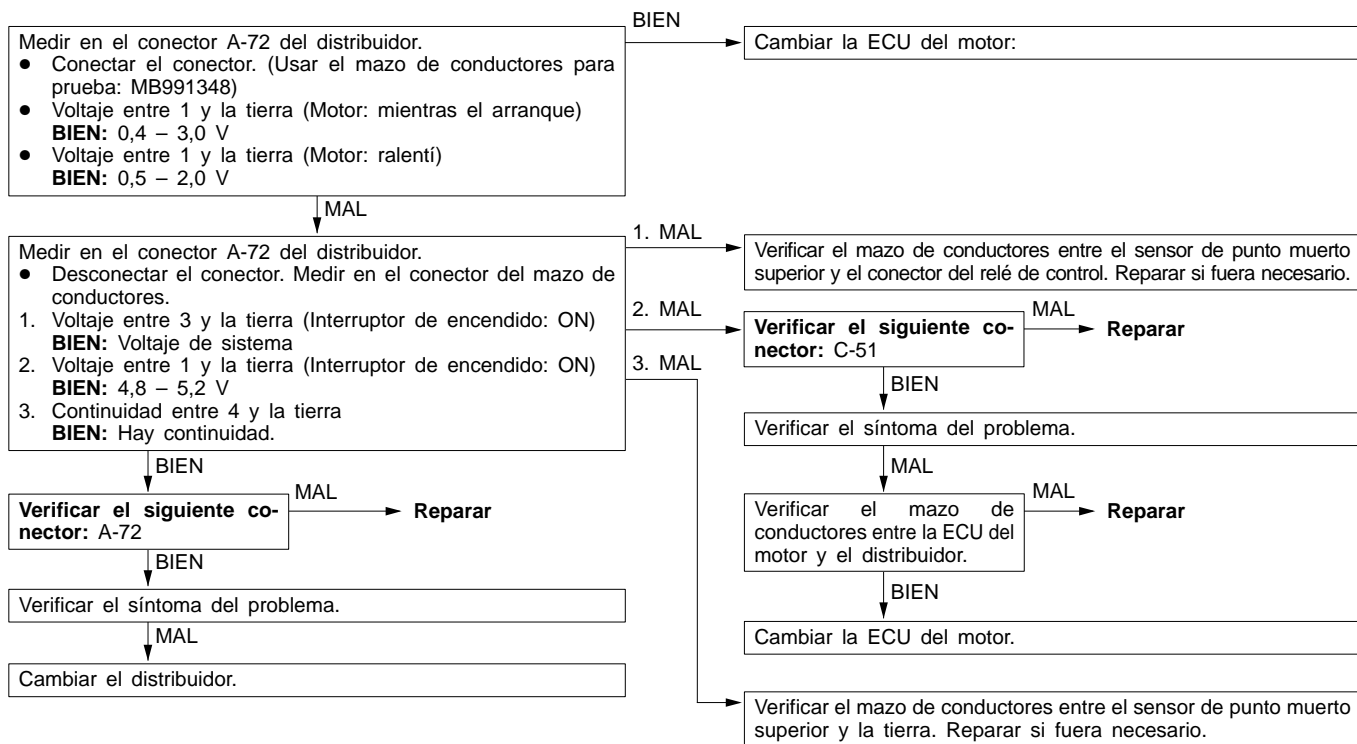 BIEN
Medir en el conector A-72 del distribuidor.
● Conectar el conector. (Usar el mazo de conductores para
prueba: MB991348)
● Voltaje entre 1 y la tierra (Motor: mientras el arranque)
BIEN: 0,4 – 3,0 V
● Voltaje entre 1 y la tierra (Motor: ralentí)
BIEN: 0,5 – 2,0 V
Cambiar la ECU del motor:
MAL
Medir en el conector A-72 del distribuidor.
● Desconectar el conector. Medir en el conector del mazo de
conductores.
1. Voltaje entre 3 y la tierra (Interruptor de encendido: ON)
BIEN: Voltaje de sistema
2. Voltaje entre 1 y la tierra (Interruptor de encendido: ON)
BIEN: 4,8 – 5,2 V
3. Continuidad entre 4 y la tierra
BIEN: Hay continuidad.
1. MAL
Verificar el mazo de conductores entre el sensor de punto muerto
superior y el conector del relé de control. Reparar si fuera necesario.
2. MAL
Verificar el siguiente co-
nector: C-51
MAL
Reparar
3. MAL
BIEN
Verificar el síntoma del problema.
MAL
Verificar el mazo de
conductores entre la ECU del
motor y el distribuidor.
MAL
Reparar
BIEN
Cambiar la ECU del motor.
Verificar el mazo de conductores entre el sensor de punto muerto
superior y la tierra. Reparar si fuera necesario.
BIEN
Verificar el siguiente co-
nector: A-72
MAL
Reparar
BIEN
Verificar el síntoma del problema.
MAL
Cambiar el distribuidor.